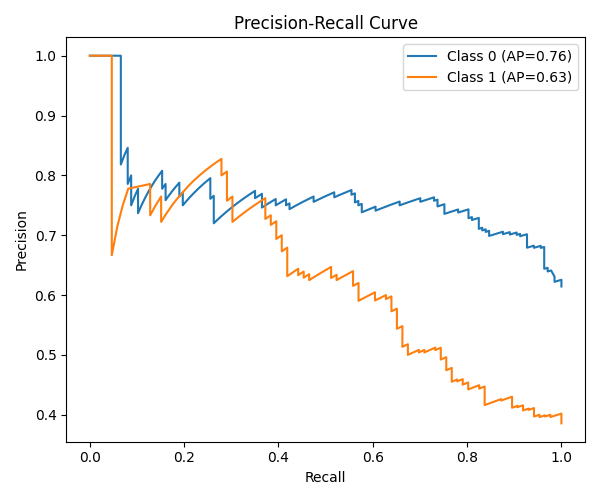 Precision-Recall Curve
Class 0 (AP=0.76)
Class 1 (AP=0.63)
Precision
1.0
0.9
0.8
0.7
0.6
0.5
0.4
0.0 0.2 0.4 0.6 0.8 1.0
Recall